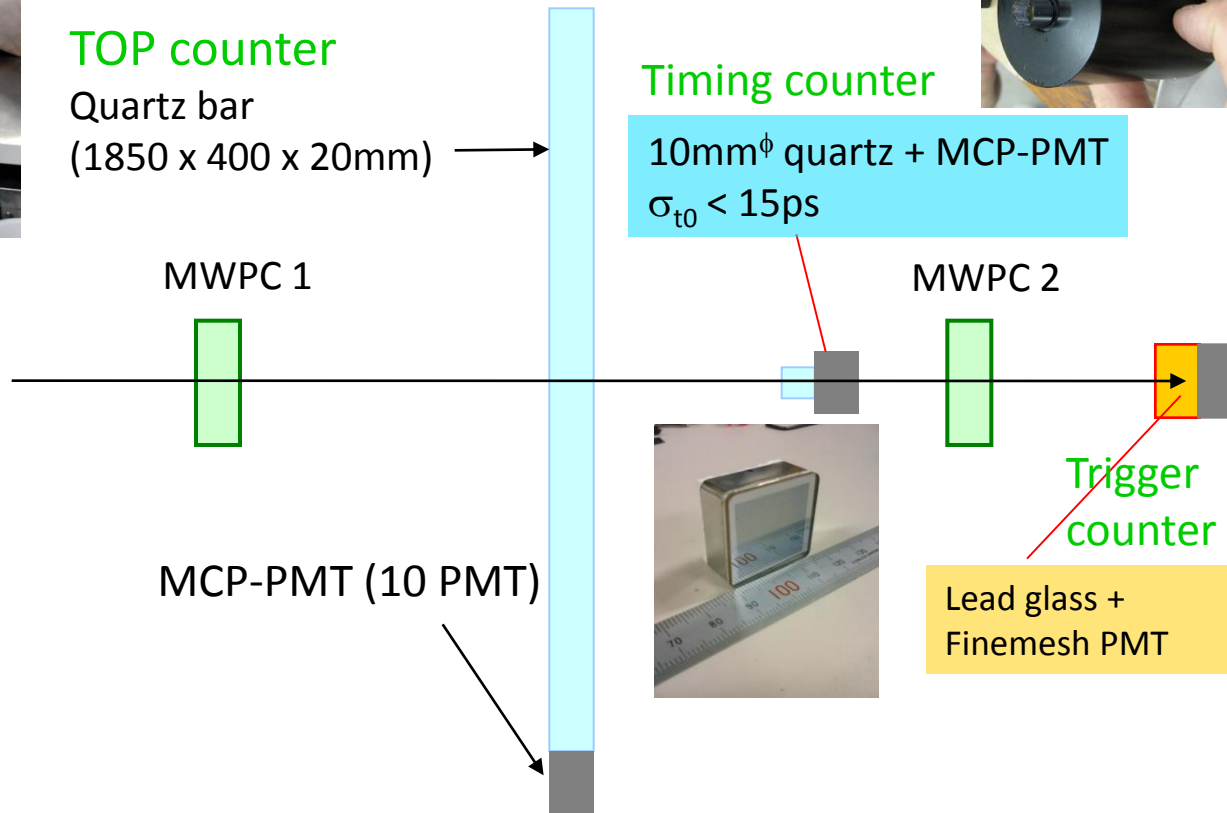 TOP counter
Quartz bar
(1850 x 400 x 20mm)
Timing counter
10mmᶲ quartz + MCP-PMT
σt0 < 15ps
MWPC 1
MWPC 2
Trigger
counter
MCP-PMT (10 PMT)
Lead glass +
Finemesh PMT
100
100
70
80
90